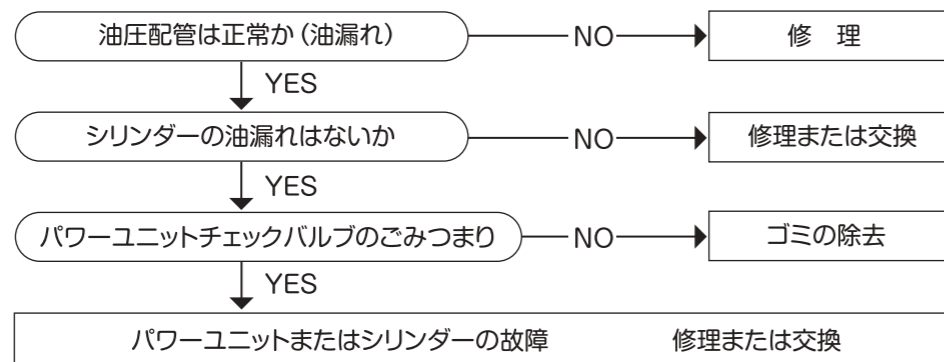 油圧配管は正常か（油漏れ） NO 修 理
YES
シリンダーの油漏れはないか NO 修理または交換
YES
パワーユニットチェックバルブのごみつまり NO ゴミの除去
YES
パワーユニットまたはシリンダーの故障 修理または交換